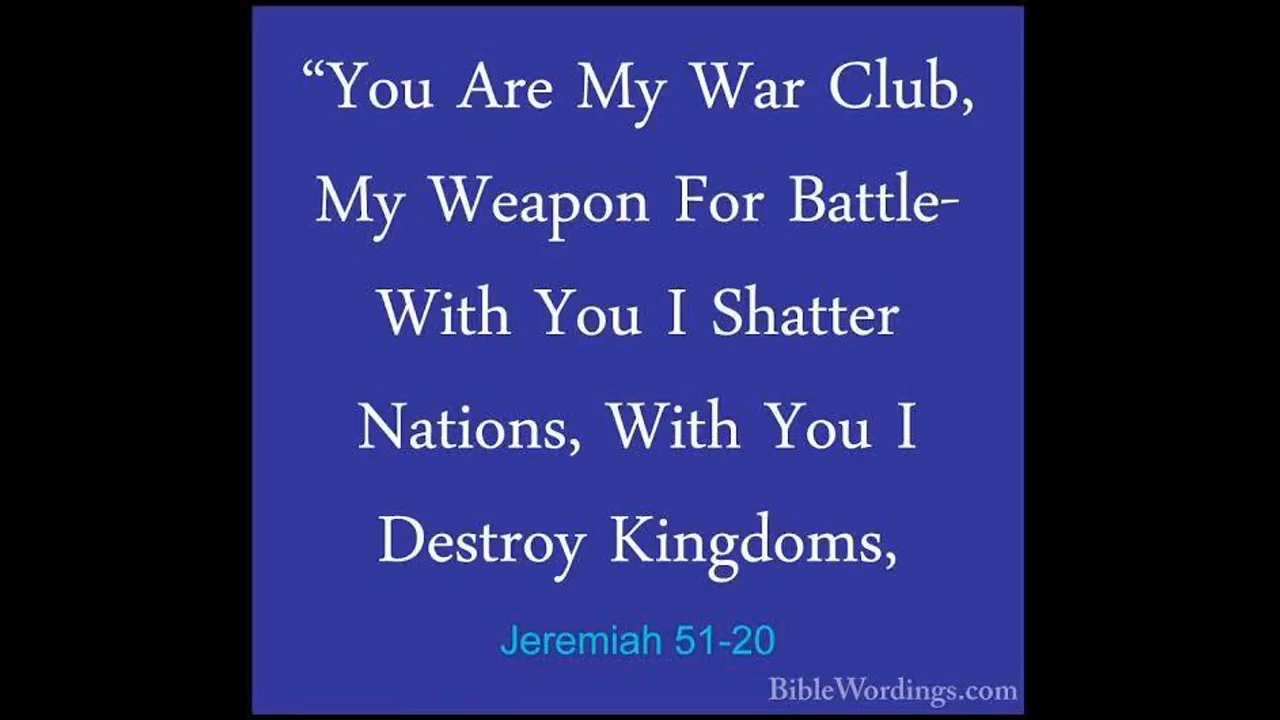 “You Are My War Club,
My Weapon For Battle-
With You I Shatter
Nations, With You I
Destroy Kingdoms,
Jeremiah 51-20
BibleWordings.com